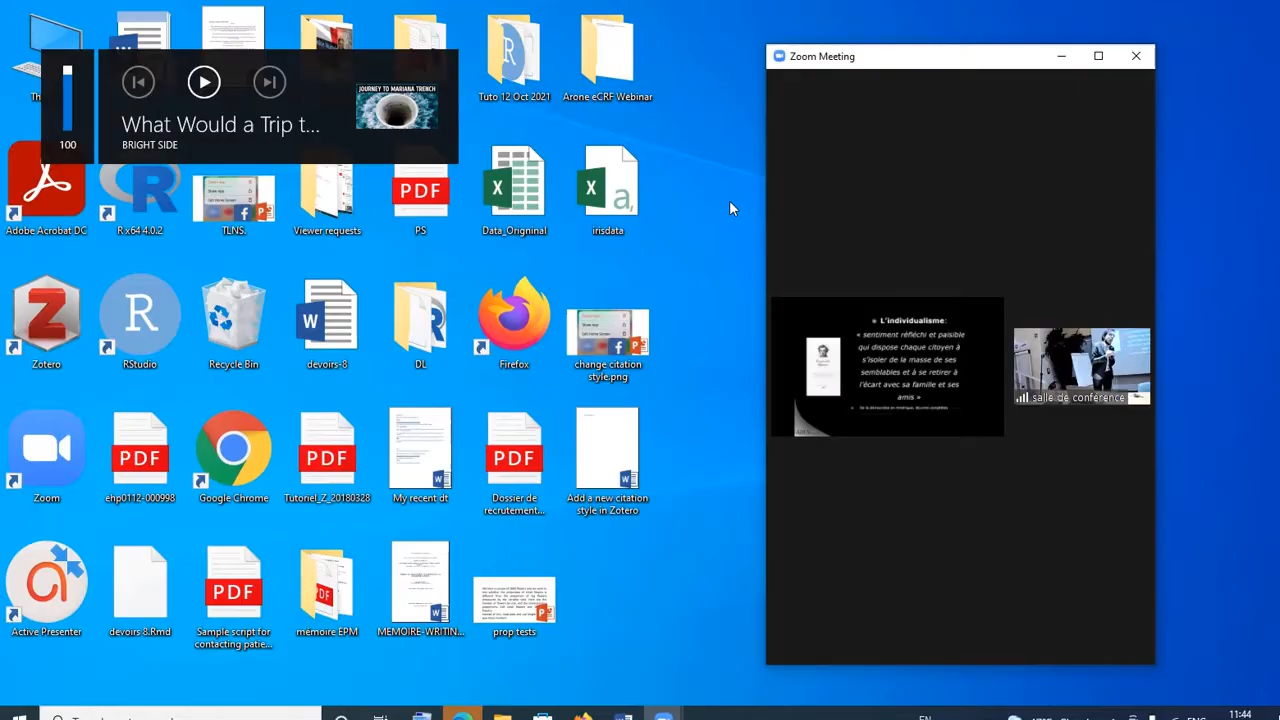 Th
100
What Would a Trip t...
BRIGHT SIDE
JOURNEY TO MARIANA TRENCH
Tuto 12 Oct 2021
Arone eCRF Webinar
Adobe Acrobat DC
R x64 4.0.2
TLNS.
Viewer requests
PDF
PS
Data_Origninal
irisdata
Zotero
RStudio
Recycle Bin
devoirs-8
DL
Firefox
change citation
style.png
Zoom
PDF
ehp0112-000998
Google Chrome
PDF
Tutoriel_Z_20180328
My recent dt
PDF
Dossier de
recrutement...
Add a new citation
style in Zotero
Active Presenter
devoirs 8.Rmd
PDF
Sample script for
contacting patie...
memoire EPM
MEMOIRE-WRITIN...
prop tests
Zoom Meeting
L'individualisme:
« sentiment réfléchi et paisible
qui dispose chaque citoyen à
s'isoler de la masse de ses
semblables et à se retirer à
l'écart avec sa famille et ses
amis »
salle de conférence
11:44